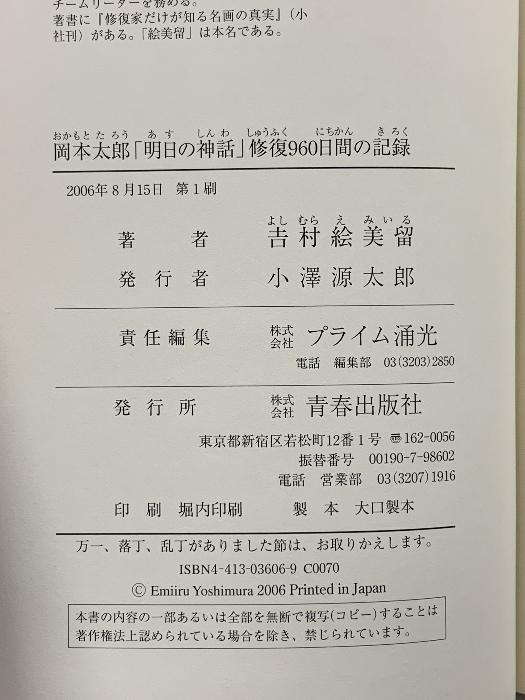 チームリーダーを務める。
著書に『修復家だけが知る名画の真実』(小
社刊)がある。「絵美留」は本名である。
おかもと たろう あす しんわ しゅうふく にちかん きろく
岡本太郎「明日の神話」修復960日間の記録
2006年8月15日 第1刷
よし むら え みいる
著者 𠮷村絵美留
発行者 小澤源太郎
責任編集 株式会社 プライム涌光
電話 編集部 03(3203)2850
発行所 株式会社 青春出版社
東京都新宿区若松町12番1号 〠162-0056
振替番号 00190-7-98602
電話 営業部 03(3207)1916
印刷 堀内印刷 製本 大口製本
万一、落丁、乱丁がありました節は、お取りかえします。
ISBN4-413-03606-9 C0070
© Emiiru Yoshimura 2006 Printed in Japan
本書の内容の一部あるいは全部を無断で複写(コピー)することは
著作権法上認められている場合を除き、禁じられています。